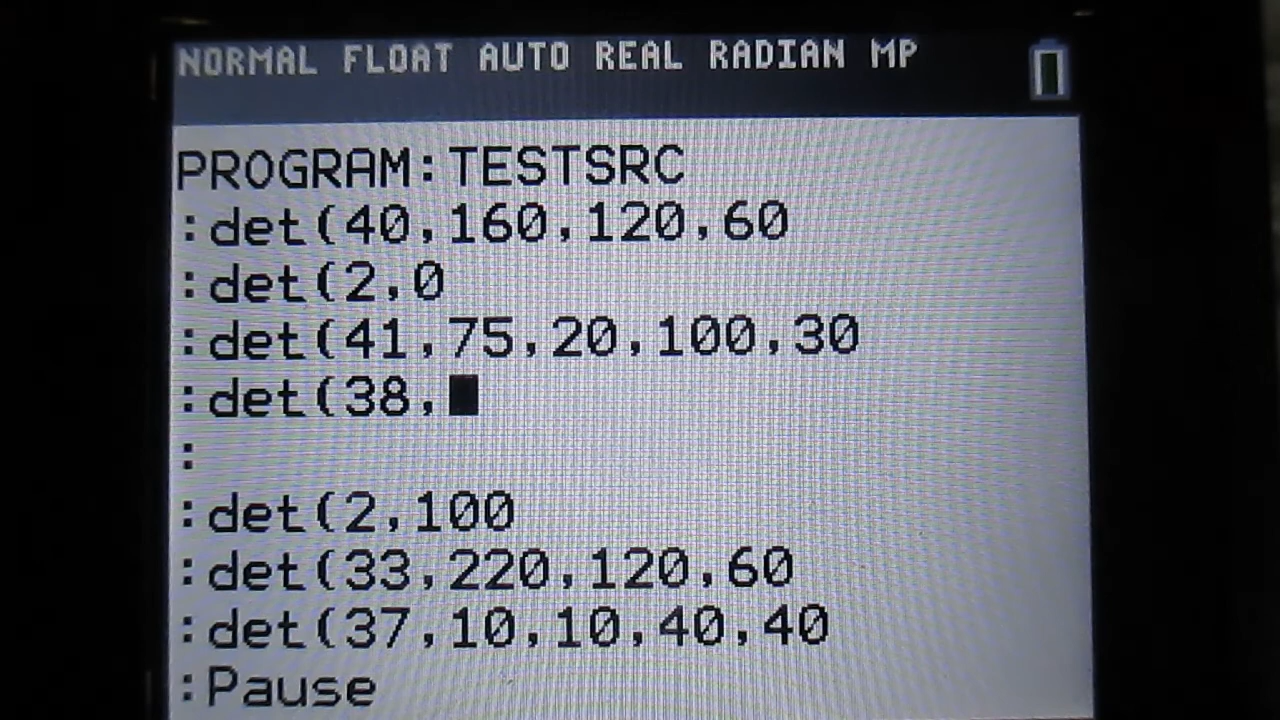 NORMAL FLOAT AUTO REAL RADIAN MP
PROGRAM:TESTSRC
:det(40,160,120,60
:det(2,0
:det(41,75,20,100,30
:det(38,
:
:det(2,100
:det(33,220,120,60
:det(37,10,10,40,40
:Pause